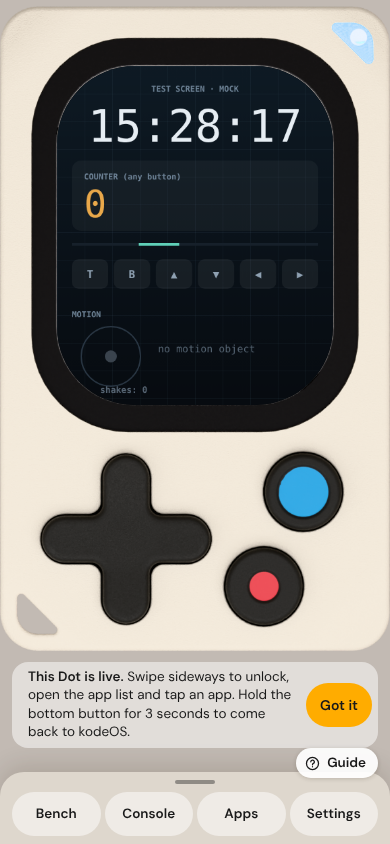 TEST SCREEN · MOCK
15:28:17
COUNTER (any button)
0
T B ▲ ▼ ◀ ▶
MOTION
no motion object
shakes: 0
This Dot is live. Swipe sideways to unlock,
open the app list and tap an app. Hold the
bottom button for 3 seconds to come
back to kodeOS.
Got it
Guide
Bench Console Apps Settings